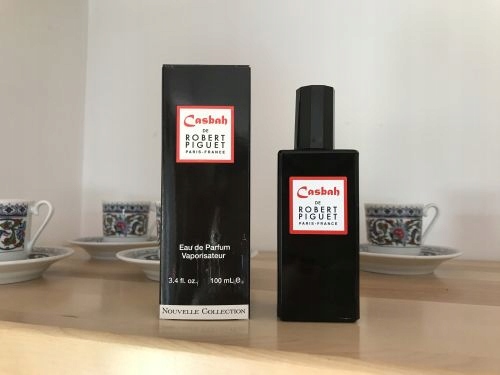 Casbah
DE
ROBERT
PIGUET
PARIS-FRANCE
Eau de Parfum
Vaporisateur
3.4 fl. oz. 100 mL e
NOUVELLE COLLECTION
Casbah
DE
ROBERT
PIGUET
PARIS-FRANCE